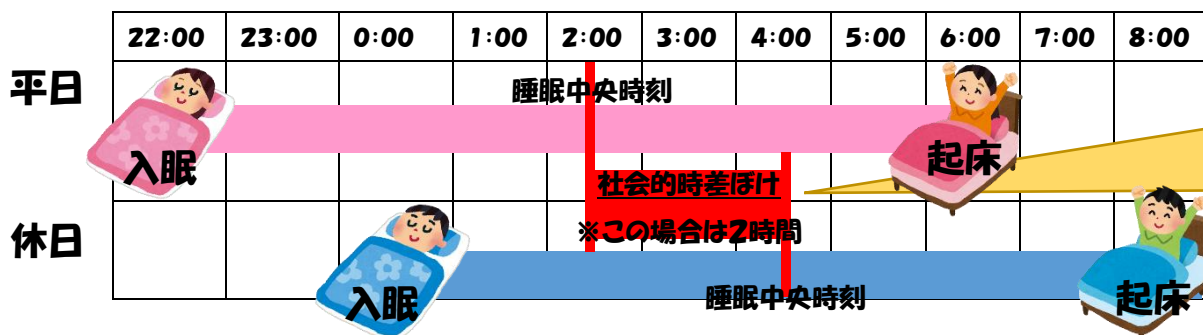 22:00 23:00 0:00 1:00 2:00 3:00 4:00 5:00 6:00 7:00 8:00
平日
睡眠中央時刻
入眠
起床
社会的時差ぼけ
※この場合は2時間
休日
入眠
睡眠中央時刻
起床